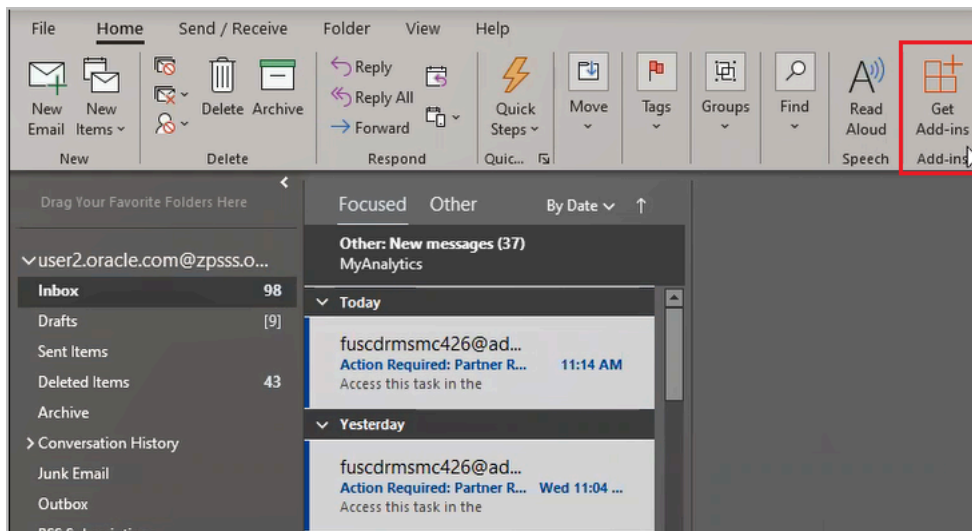 File Home Send / Receive Folder View Help
New Email
New Items
Delete
Archive
Reply
Reply All
Forward
Quick Steps
Move
Tags
Groups
Find
Read Aloud
Get Add-ins
New Delete Respond Quic... Speech Add-ins
Drag Your Favorite Folders Here
user2.oracle.com@zpsss.o...
Inbox 98
Drafts [9]
Sent Items
Deleted Items 43
Archive
Conversation History
Junk Email
Outbox
Focused Other By Date
Other: New messages (37)
MyAnalytics
Today
fuscdrmsmc426@ad...
Action Required: Partner R... 11:14 AM
Access this task in the
Yesterday
fuscdrmsmc426@ad...
Action Required: Partner R... Wed 11:04 ...
Access this task in the